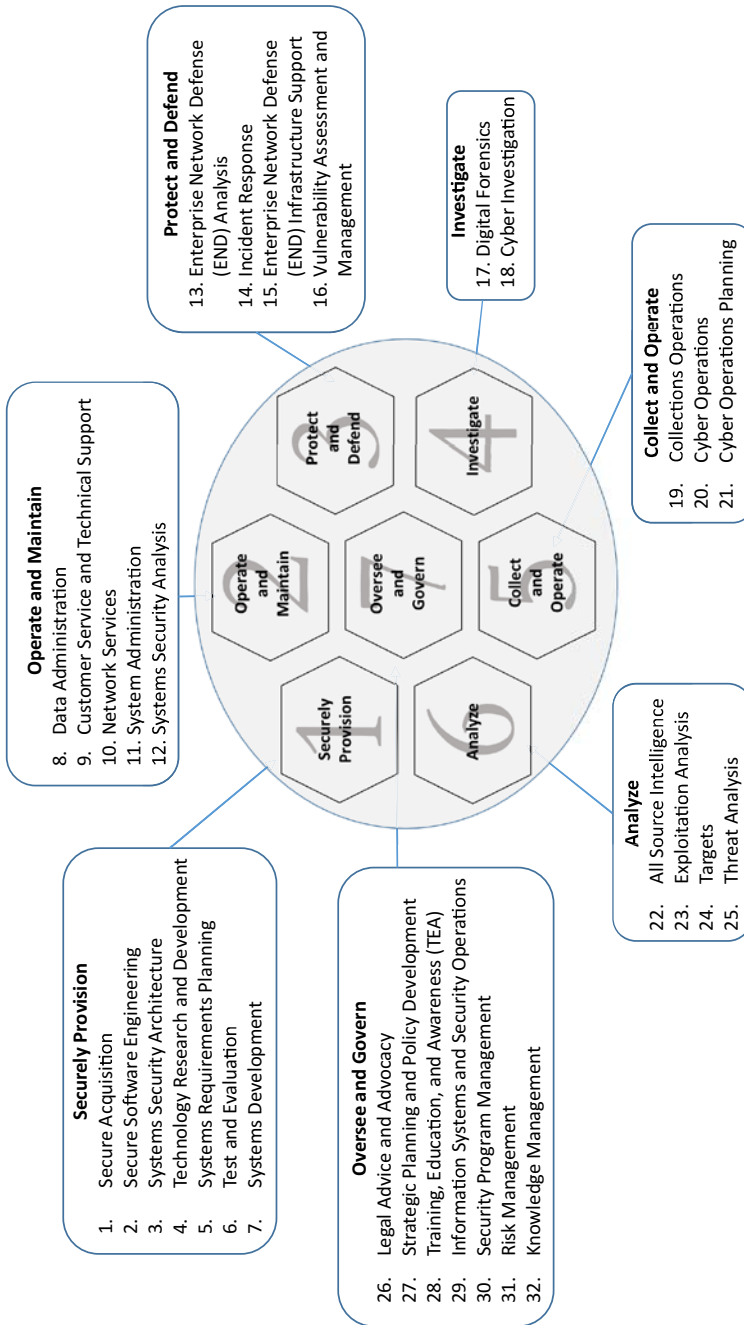 Securely Provision
1. Secure Acquisition
2. Secure Software Engineering
3. Systems Security Architecture
4. Technology Research and Development
5. Systems Requirements Planning
6. Test and Evaluation
7. Systems Development
Operate and Maintain
8. Data Administration
9. Customer Service and Technical Support
10. Network Services
11. System Administration
12. Systems Security Analysis
Protect and Defend
13. Enterprise Network Defense
(END) Analysis
14. Incident Response
15. Enterprise Network Defense
(END) Infrastructure Support
16. Vulnerability Assessment and
Management
Investigate
17. Digital Forensics
18. Cyber Investigation
Collect and Operate
19. Collections Operations
20. Cyber Operations
21. Cyber Operations Planning
Analyze
22. All Source Intelligence
23. Exploitation Analysis
24. Targets
25. Threat Analysis
Oversee and Govern
26. Legal Advice and Advocacy
27. Strategic Planning and Policy Development
28. Training, Education, and Awareness (TEA)
29. Information Systems and Security Operations
30. Security Program Management
31. Risk Management
32. Knowledge Management
1
Securely
Provision
2
Operate
and
Maintain
3
Protect
and
Defend
4
Investigate
5
Collect
and
Operate
6
Analyze
7
Oversee
and
Govern